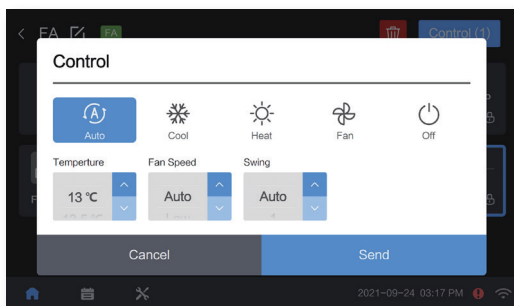 FA FA Control (1)
Control
Auto Cool Heat Fan Off
Temperture Fan Speed Swing
13 °C Auto Auto
Cancel Send
2021-09-24 03:17 PM